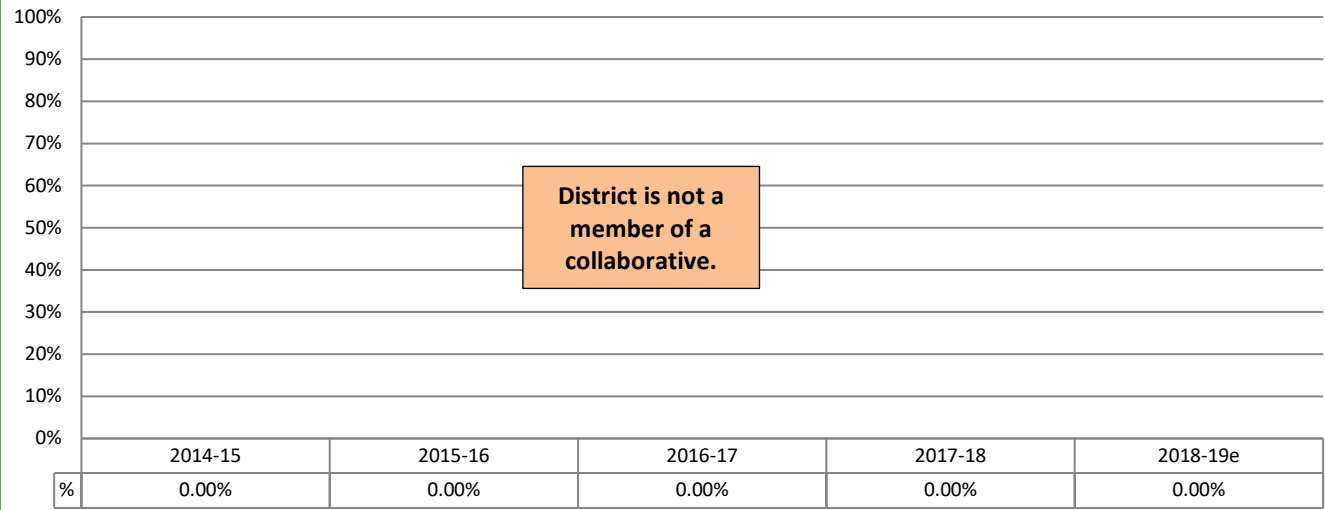 100%
90%
80%
70%
60%
50%
40%
30%
20%
10%
0%
District is not a
member of a
collaborative.
2014-15 2015-16 2016-17 2017-18 2018-19e
% 0.00% 0.00% 0.00% 0.00% 0.00%